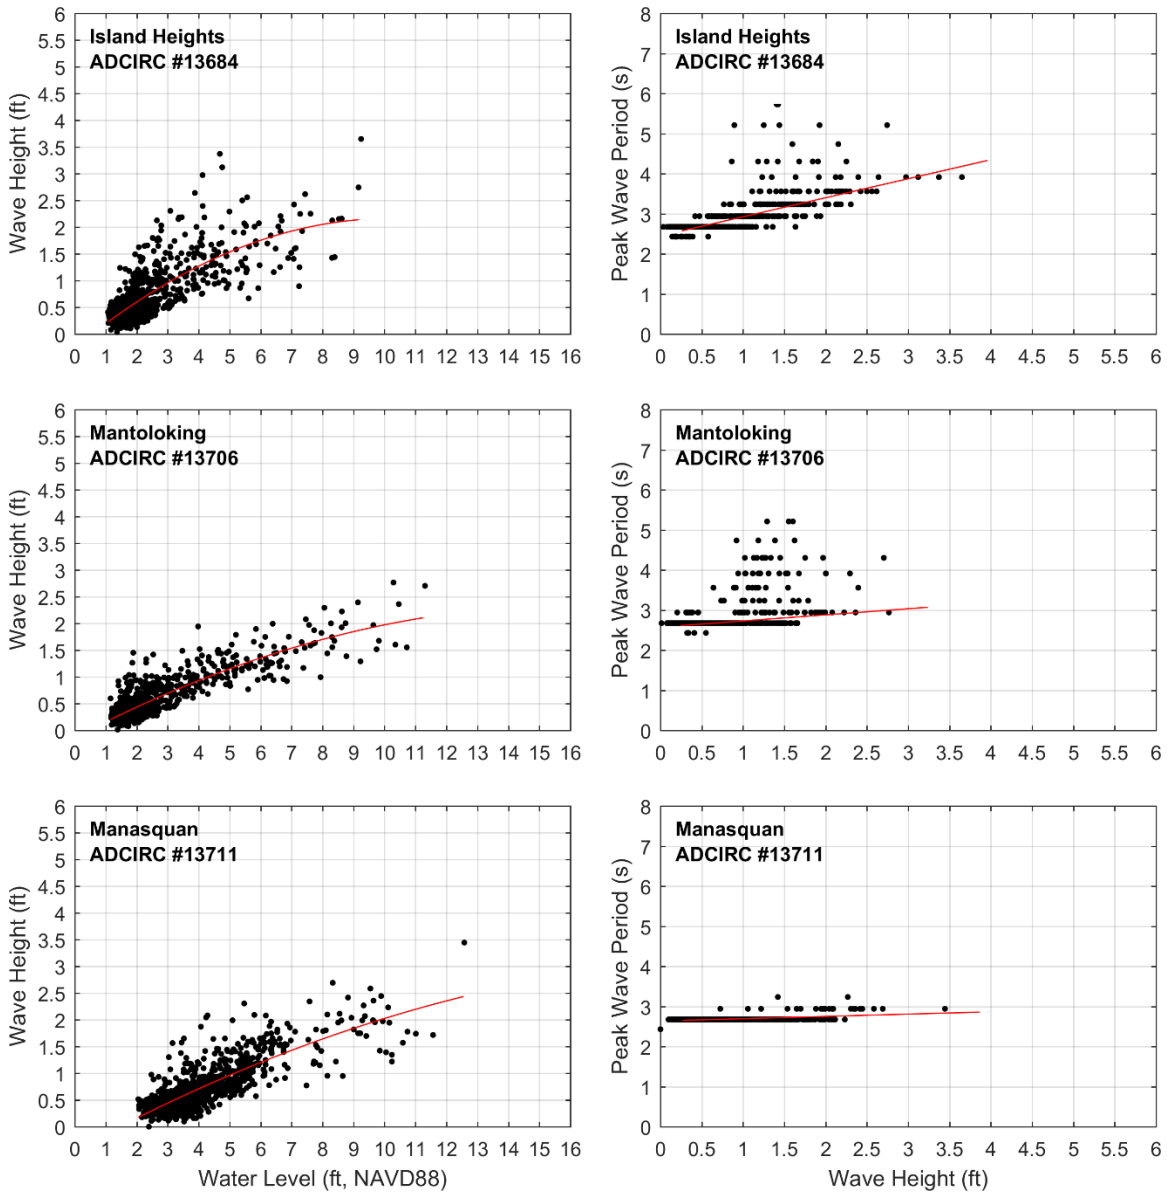 Island Heights
ADCIRC #13684
Wave Height (ft)
6
5.5
5
4.5
4
3.5
3
2.5
2
1.5
1
0.5
0
0 1 2 3 4 5 6 7 8 9 10 11 12 13 14 15 16
Island Heights
ADCIRC #13684
Peak Wave Period (s)
8
7
6
5
4
3
2
1
0
0.5 1 1.5 2 2.5 3 3.5 4 4.5 5 5.5 6
Mantoloking
ADCIRC #13706
Wave Height (ft)
6
5.5
5
4.5
4
3.5
3
2.5
2
1.5
1
0.5
0
0 1 2 3 4 5 6 7 8 9 10 11 12 13 14 15 16
Mantoloking
ADCIRC #13706
Peak Wave Period (s)
8
7
6
5
4
3
2
1
0
0.5 1 1.5 2 2.5 3 3.5 4 4.5 5 5.5 6
Manasquan
ADCIRC #13711
Wave Height (ft)
6
5.5
5
4.5
4
3.5
3
2.5
2
1.5
1
0.5
0
0 1 2 3 4 5 6 7 8 9 10 11 12 13 14 15 16
Water Level (ft, NAVD88)
Manasquan
ADCIRC #13711
Peak Wave Period (s)
8
7
6
5
4
3
2
1
0
0.5 1 1.5 2 2.5 3 3.5 4 4.5 5 5.5 6
Wave Height (ft)